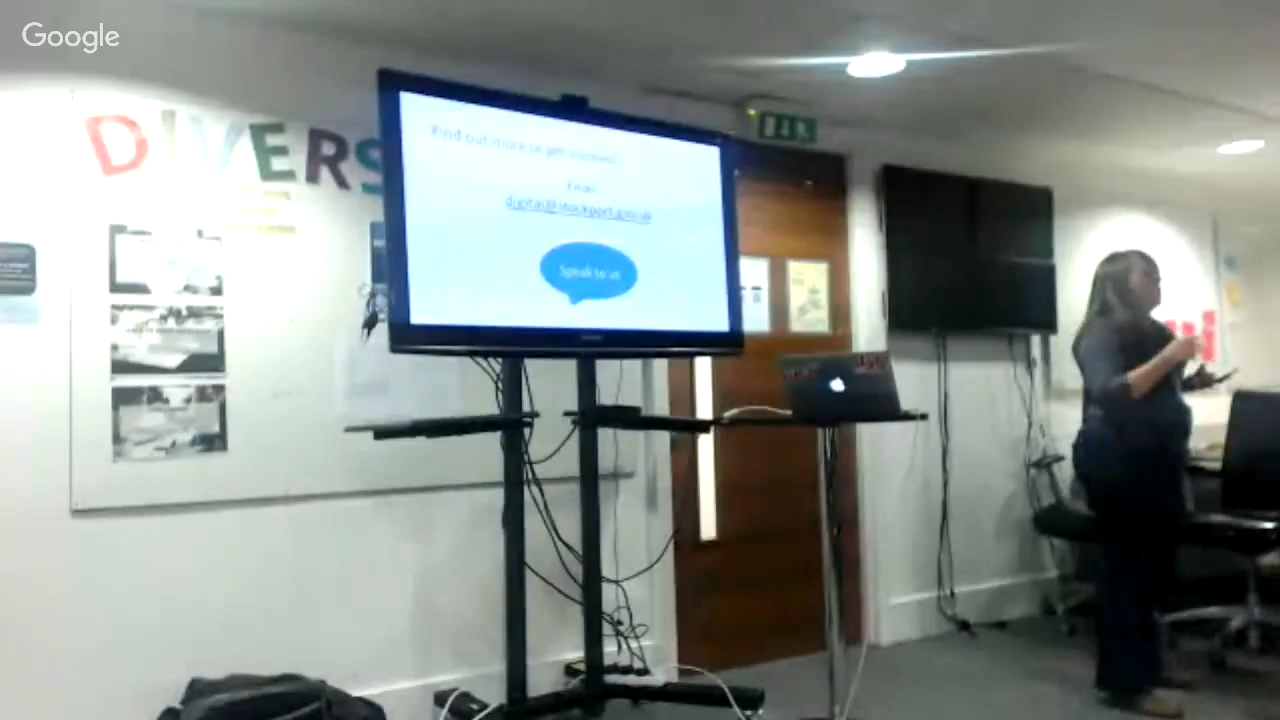 Google
DIVERS
Find out more or get involved
Email
digital@stockport.gov.uk
Speak to us